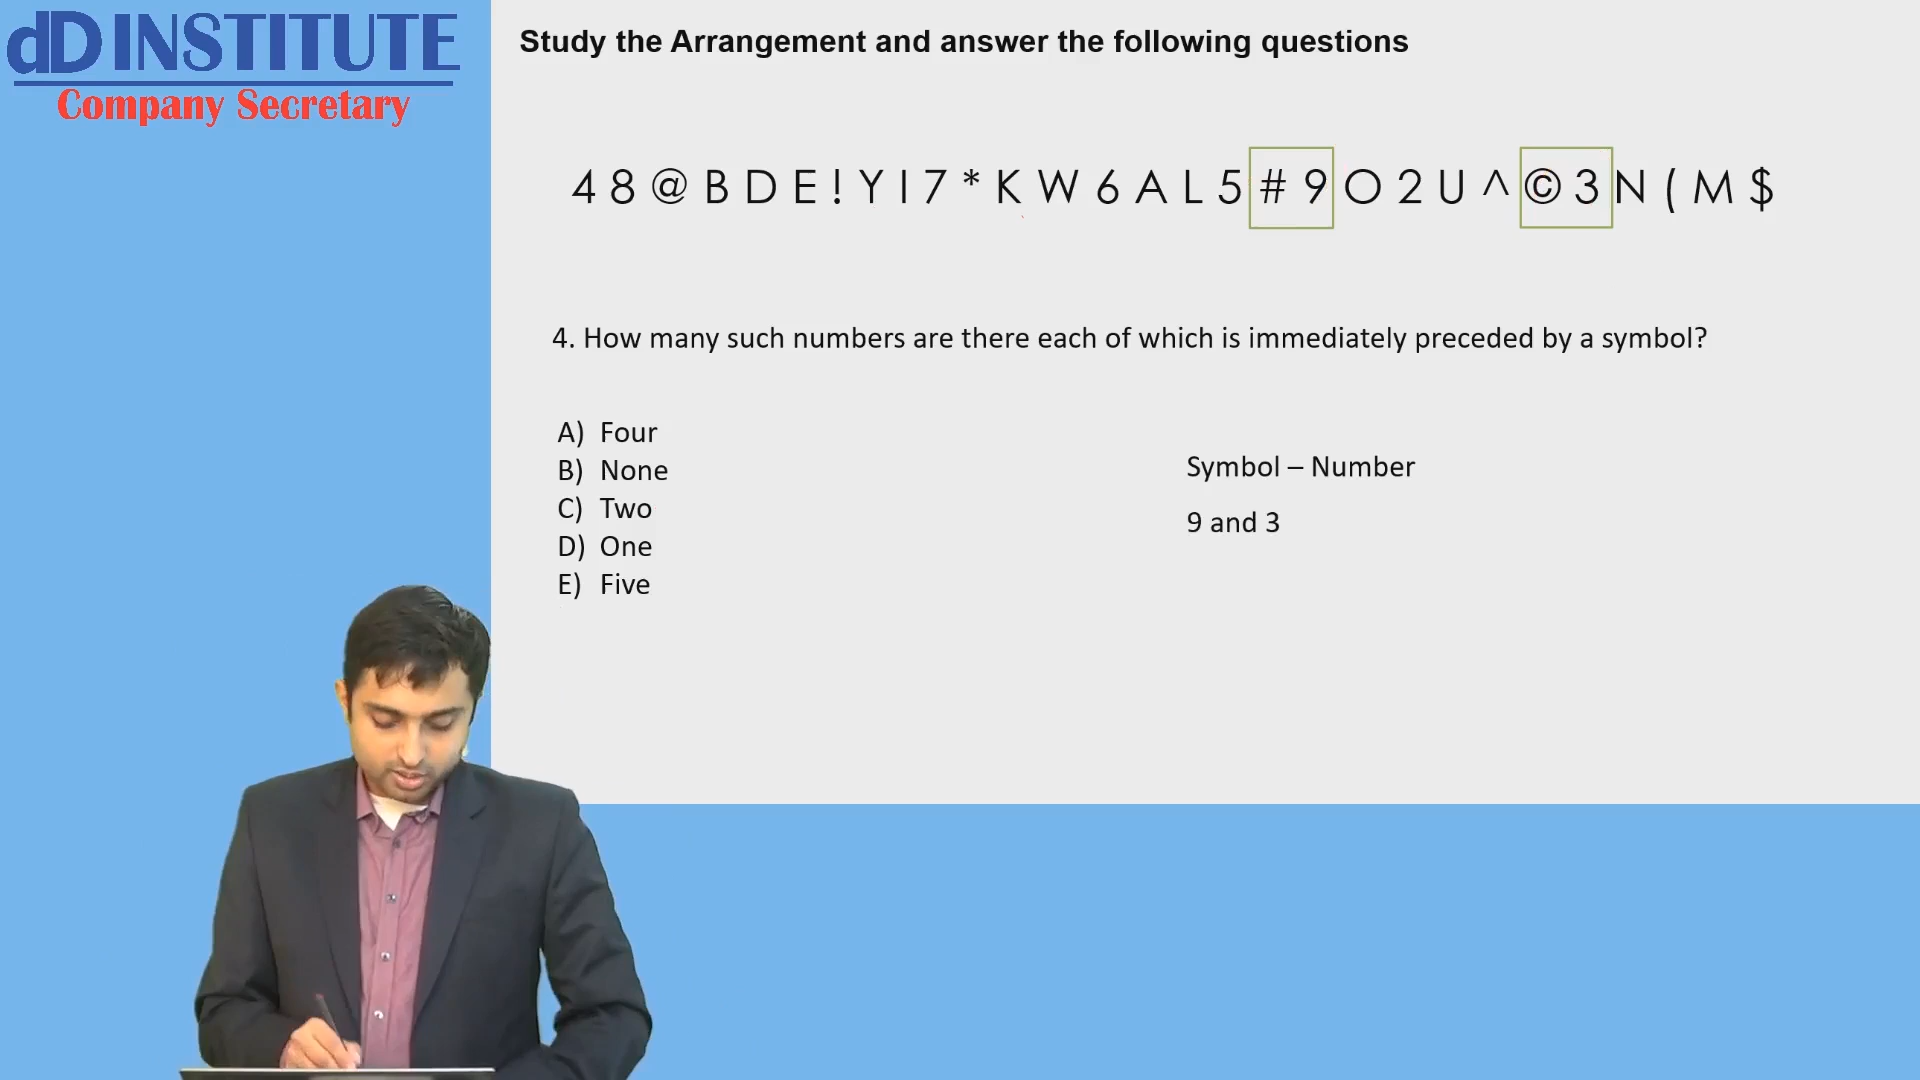 dD INSTITUTE
Company Secretary
Study the Arrangement and answer the following questions
4 8 @ B D E ! Y I 7 * K W 6 A L 5 # 9 O 2 U ^ © 3 N ( M $
4. How many such numbers are there each of which is immediately preceded by a symbol?
A) Four
B) None
C) Two
D) One
E) Five
Symbol – Number
9 and 3